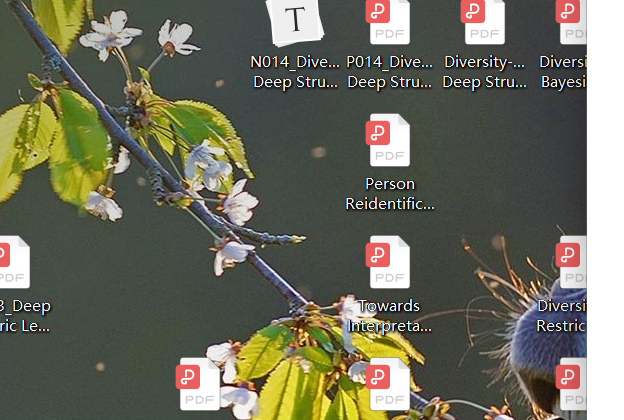 T
N014_Dive... P014_Dive... Diversity-... Diversi
Deep Stru... Deep Stru... Deep Stru... Bayesi
PDF PDF PDF PDF
PDF
Person
Reidentific...
PDF PDF PDF
3_Deep Towards Diversi
ric Le... Interpreta... Restric
PDF PDF PDF